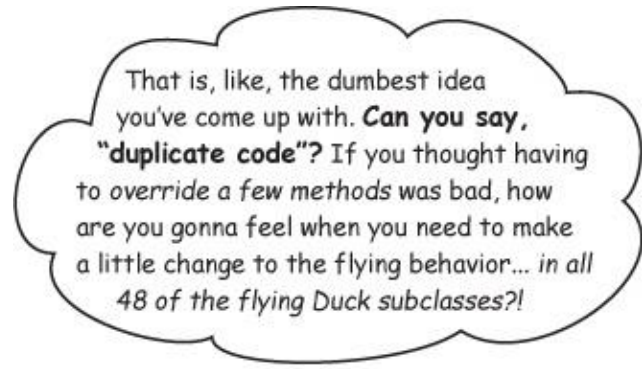 That is, like, the dumbest idea
you've come up with. Can you say,
"duplicate code"? If you thought having
to override a few methods was bad, how
are you gonna feel when you need to make
a little change to the flying behavior... in all
48 of the flying Duck subclasses?!